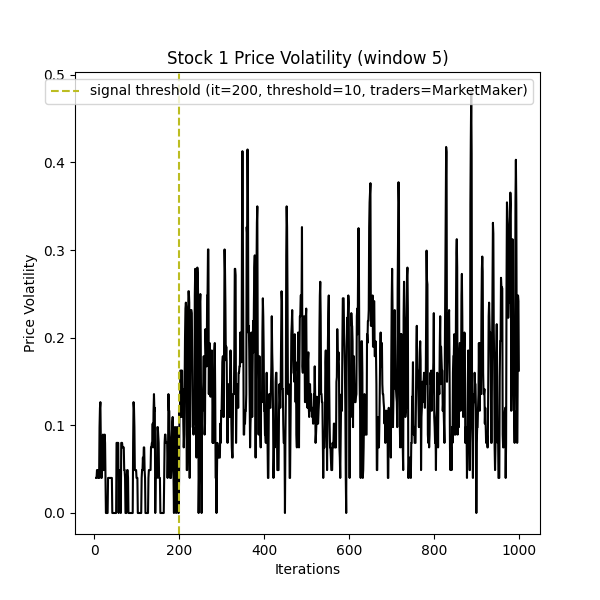 Stock 1 Price Volatility (window 5)
signal threshold (it=200, threshold=10, traders=MarketMaker)
Price Volatility
0.5
0.4
0.3
0.2
0.1
0.0
0 200 400 600 800 1000
Iterations